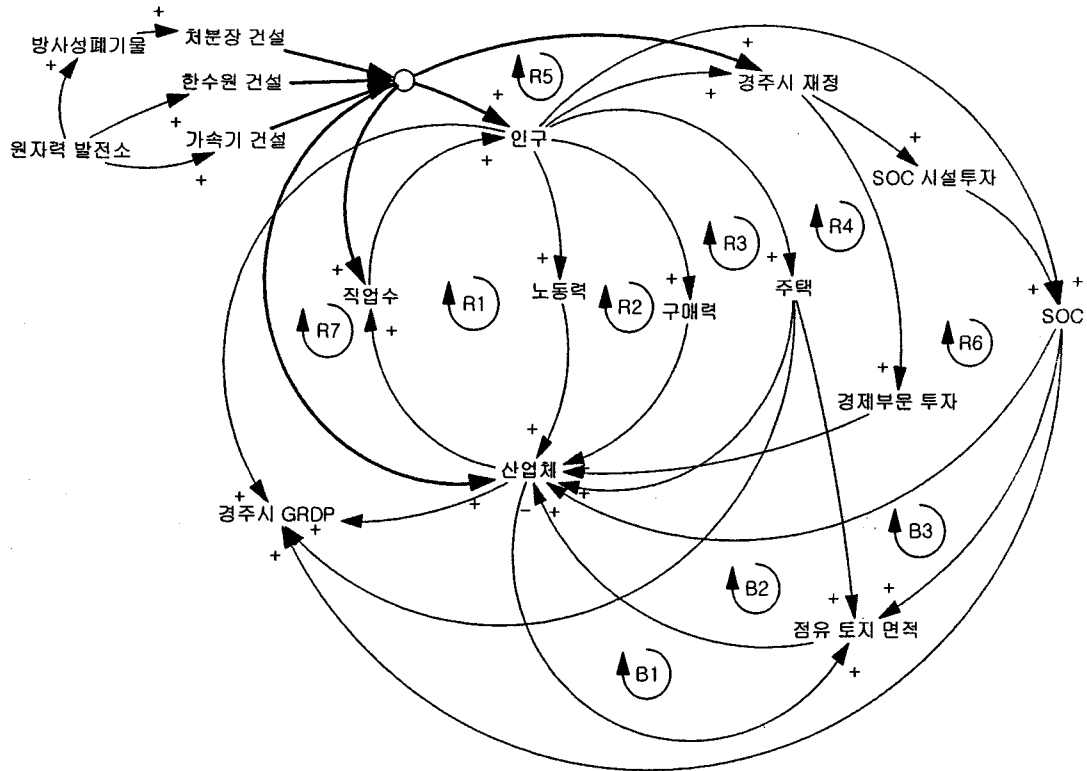 +
방사성폐기물
처분장 건설
+
한수원 건설
+
원자력 발전소
가속기 건설
+
R5
+
경주시 재정
+
+
인구
+
+
SOC 시설투자
R3
R4
+
직업수
+
R1
+
노동력
R2
+
구매력
+
주택
+
+
SOC
R7
R6
+
경제부문 투자
+
산업체
+
+
+
경주시 GRDP
+
+
+
-
+
B3
B2
+
+
점유 토지 면적
+
B1